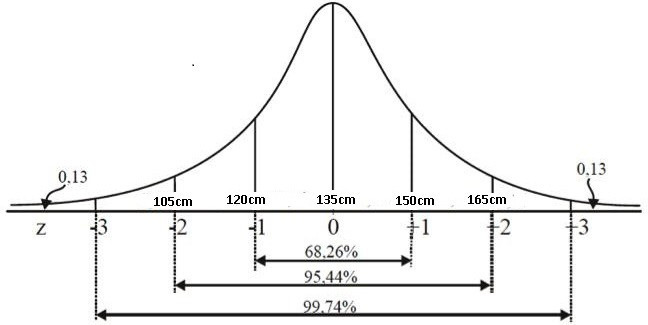 0,13
0,13
105cm 120cm 135cm 150cm 165cm
z -3 -2 -1 0 +1 +2 +3
68,26%
95,44%
99,74%